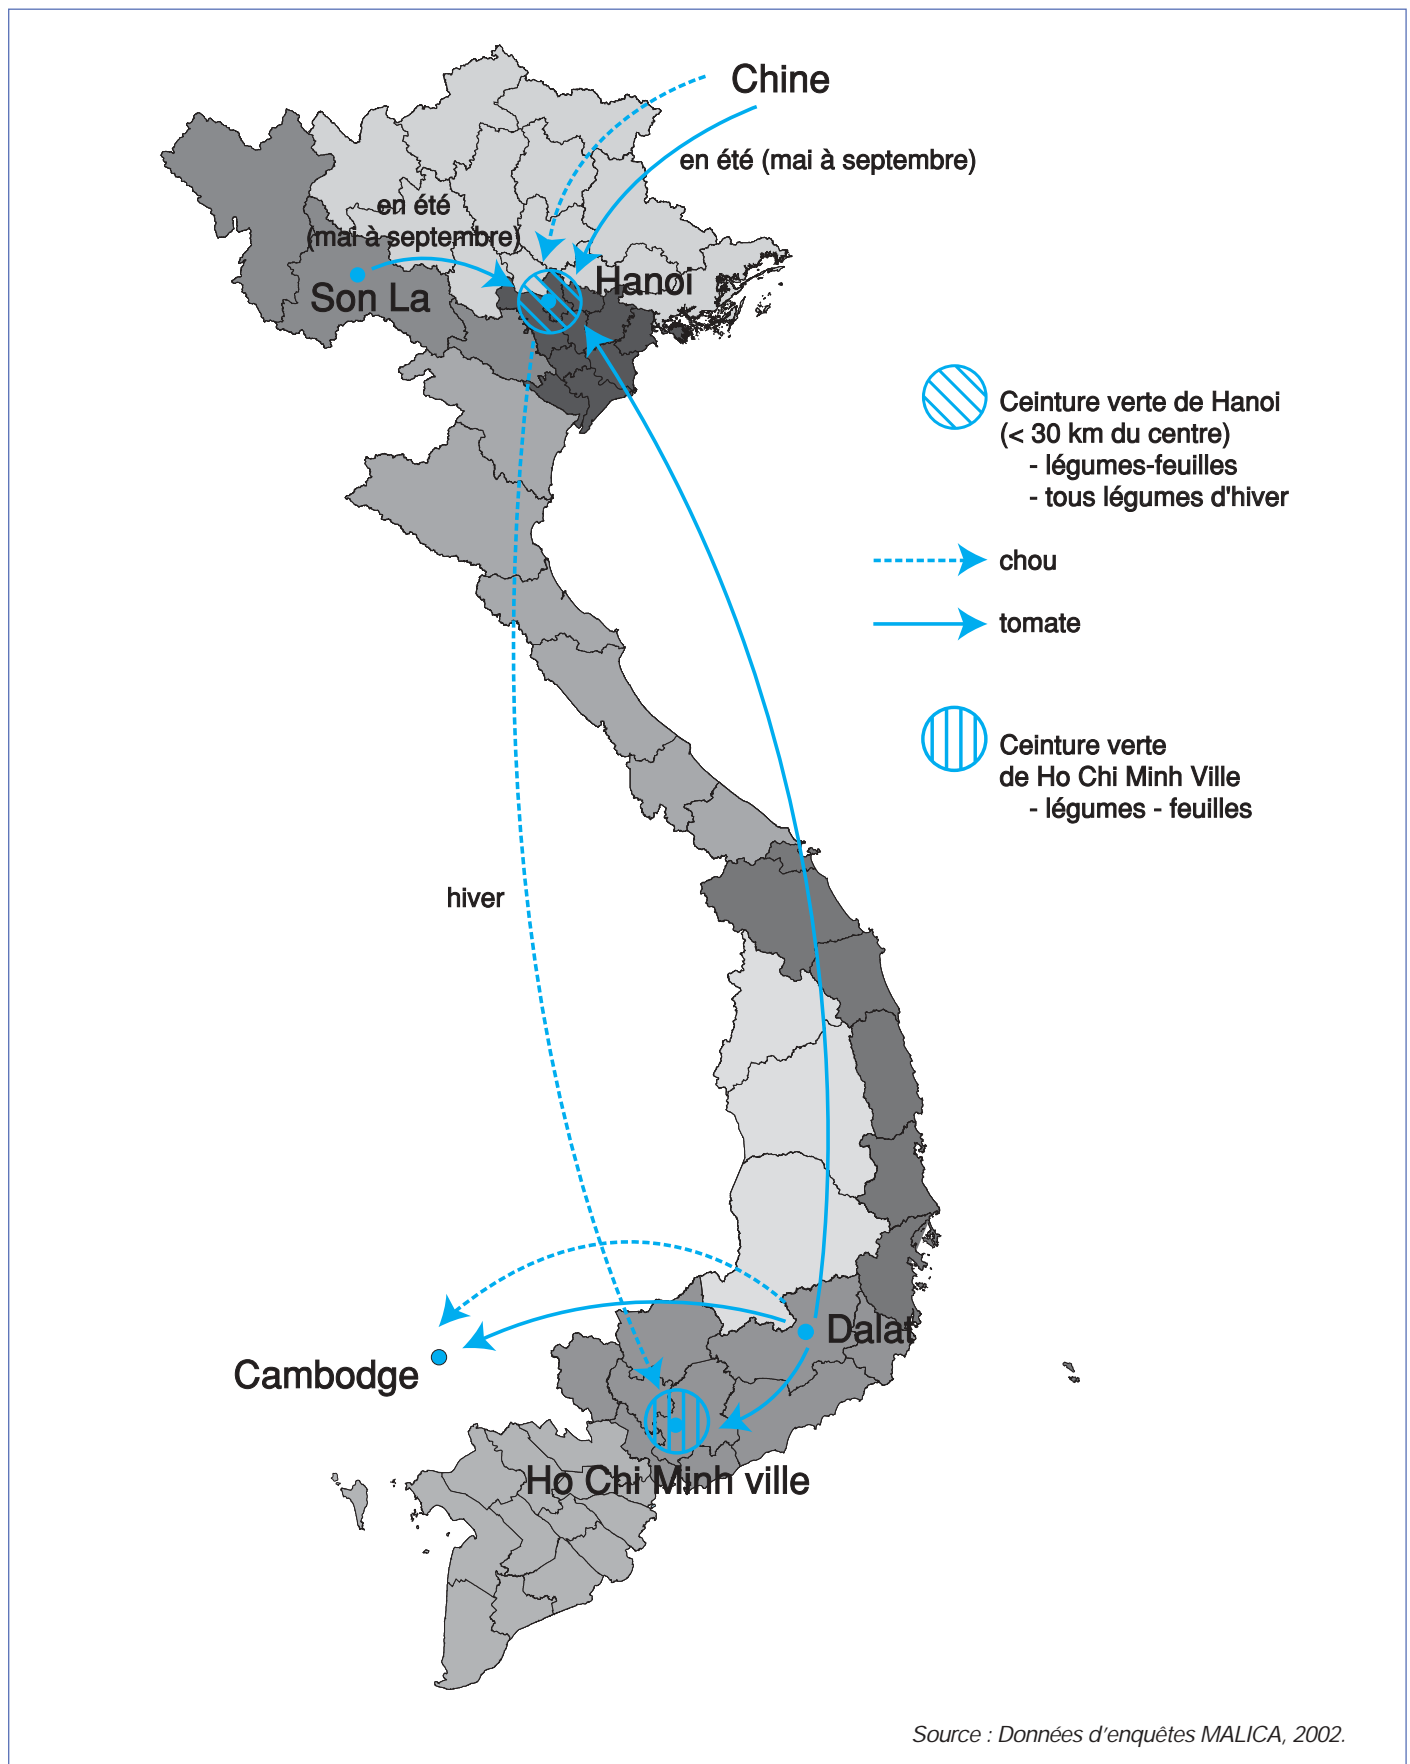 Chine
en été (mai à septembre)
en été
(mai à septembre)
Hanoi
Son La
Ceinture verte de Hanoi
(< 30 km du centre)
- légumes-feuilles
- tous légumes d'hiver
chou
tomate
Ceinture verte
de Ho Chi Minh Ville
- légumes - feuilles
hiver
Dalat
Cambodge
Ho Chi Minh ville
Source : Données d'enquêtes MALICA, 2002.